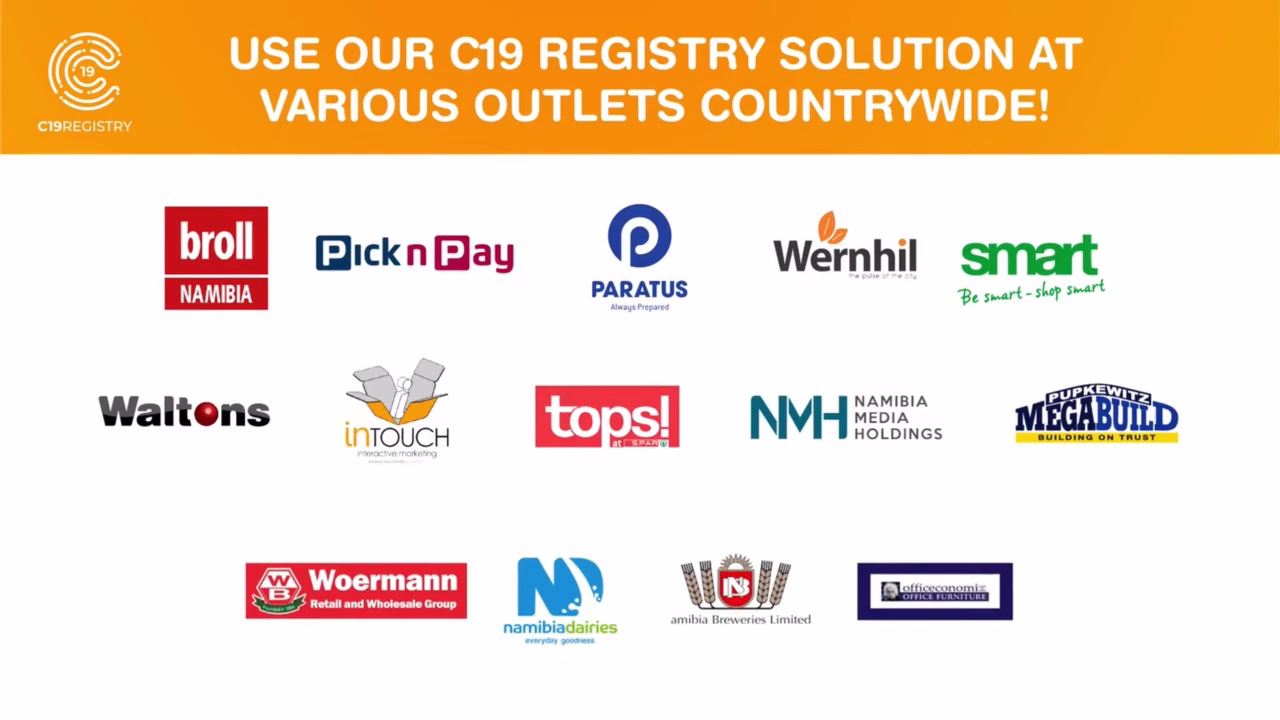 19
C19REGISTRY
USE OUR C19 REGISTRY SOLUTION AT
VARIOUS OUTLETS COUNTRYWIDE!
broll
NAMIBIA
Pick n Pay
PARATUS
Always Prepared
Wernhil
the pulse of the city
smart
Be smart - shop smart
Waltons
inTOUCH
interactive marketing
tops!
at SPAR
NMH
NAMIBIA
MEDIA
HOLDINGS
PUPKEWITZ
MEGABUILD
BUILDING ON TRUST
WB
Woermann
Retail and Wholesale Group
namibiadairies
everyday goodness
NB
amibia Breweries Limited
officeconomix
OFFICE FURNITURE